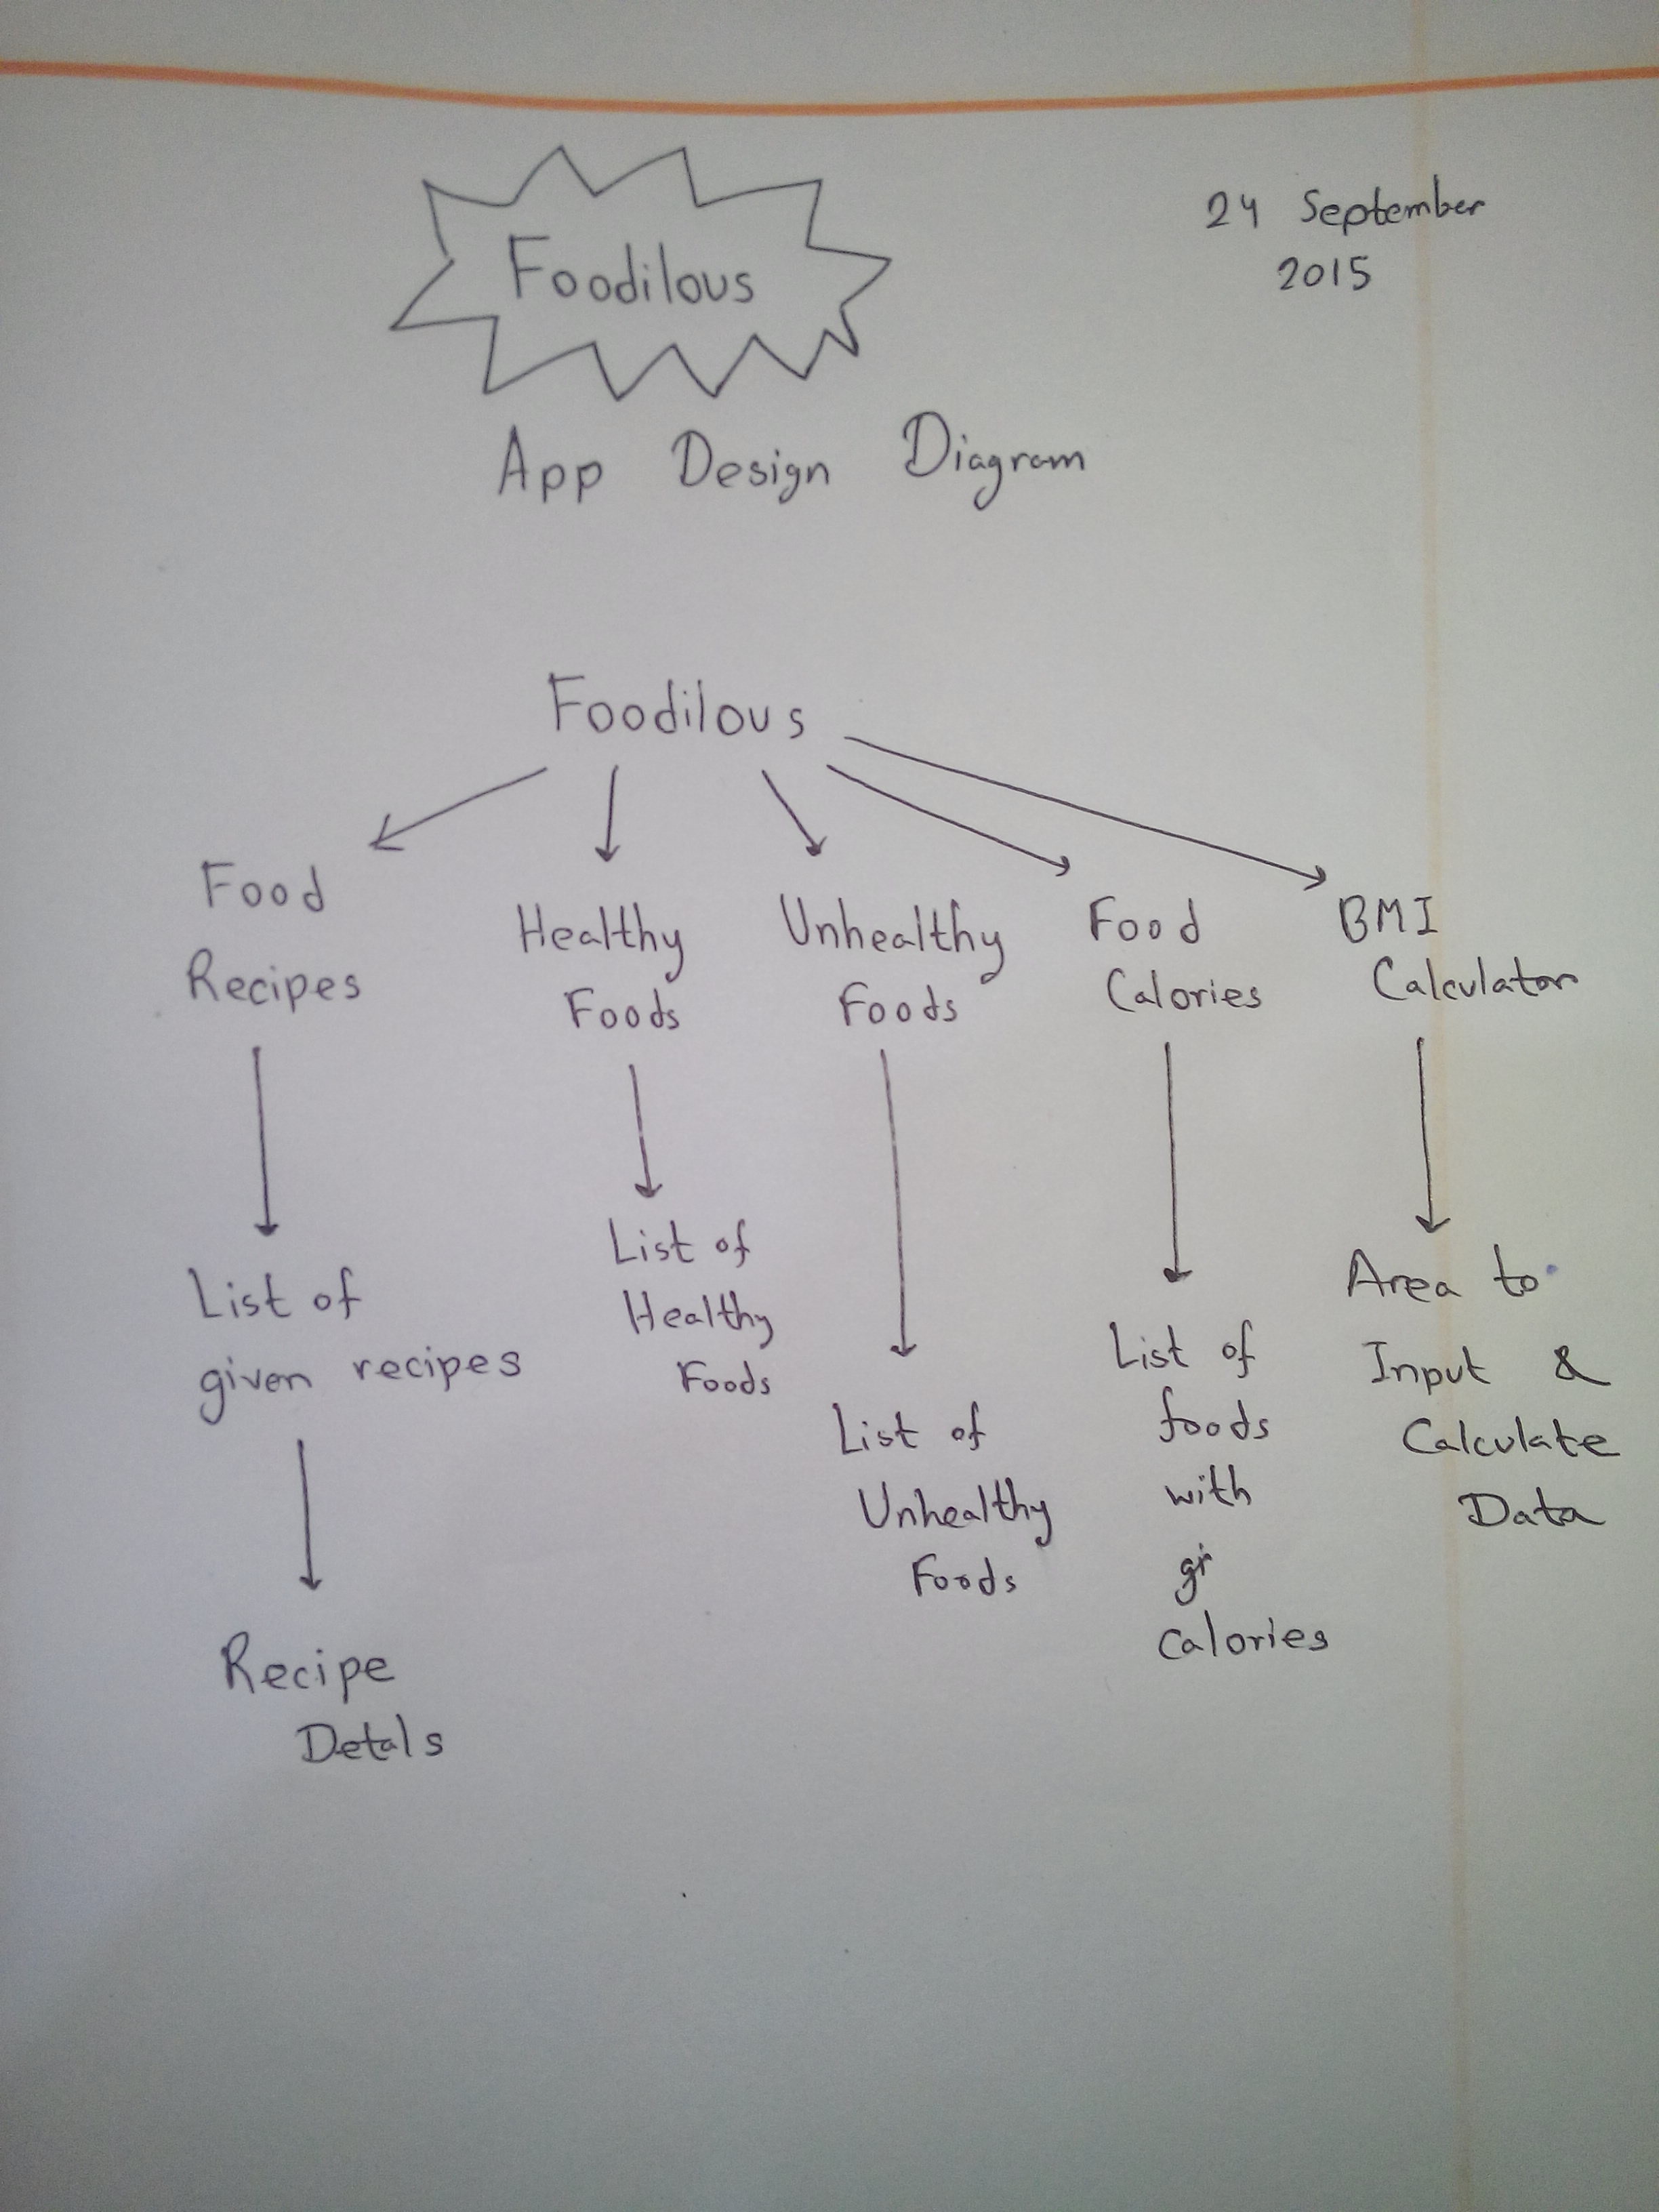 24 September
2015
Foodilous
App Design Diagram
Foodilous
Food
Recipes
Healthy
Foods
Unhealthy
Foods
Food
Calories
BMI
Calculator
List of
given recipes
List of
Healthy
Foods
List of
Unhealthy
Foods
List of
foods
with
gi
calories
Area to
Input &
Calculate
Data
Recipe
Detals